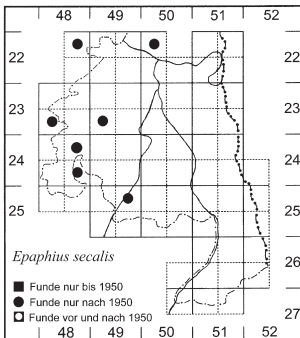 48 49 50 51 52
22 22
23 23
24 24
25 25
Epaphius secalis
26
Funde nur bis 1950
Funde nur nach 1950
Funde vor und nach 1950
27
48 49 50 51 52